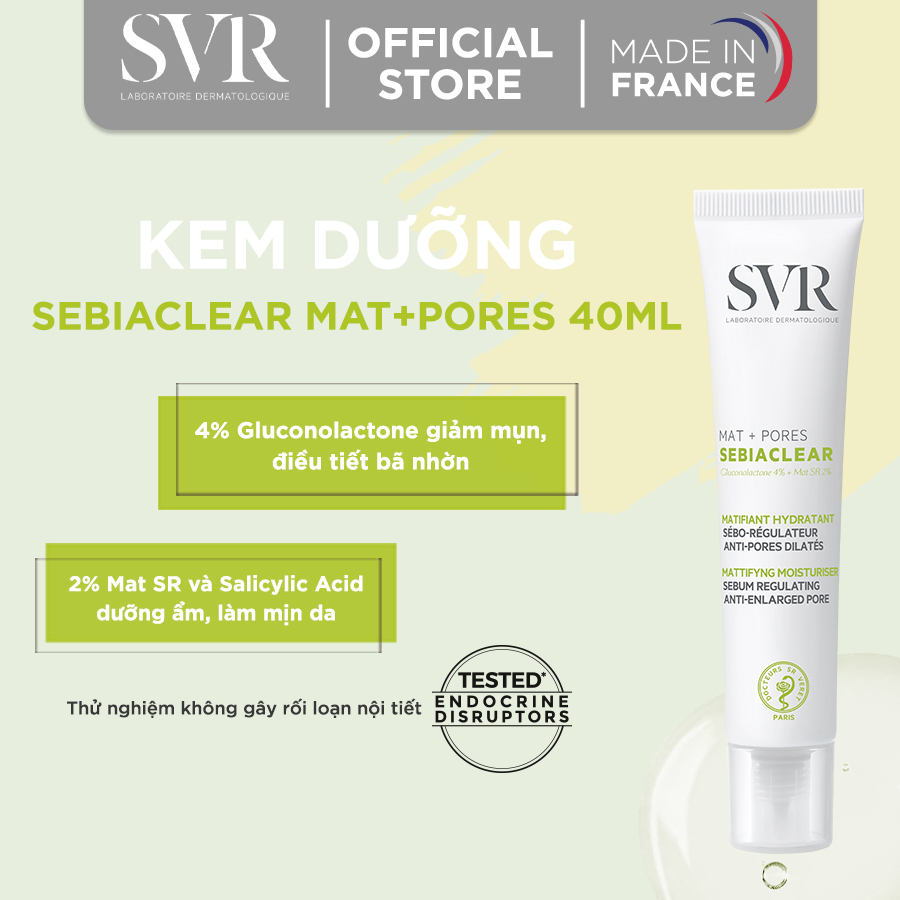 SVR
LABORATOIRE DERMATOLOGIQUE
OFFICIAL
STORE
MADE IN
FRANCE
KEM DƯỠNG
SEBIACLEAR MAT+PORES 40ML
4% Gluconolactone giảm mụn,
điều tiết bã nhờn
2% Mat SR và Salicylic Acid
dưỡng ẩm, làm mịn da
Thử nghiệm không gây rối loạn nội tiết
TESTED*
ENDOCRINE
DISRUPTORS
SVR
LABORATOIRE DERMATOLOGIQUE
MAT + PORES
SEBIACLEAR
Gluconolactone 4% + Mat SR 2%
MATIFIANT HYDRATANT
SÉBO-RÉGULATEUR
ANTI-PORES DILATÉS
MATTIFYNG MOISTURISER
SEBUM REGULATING
ANTI-ENLARGED PORE
DOCTEURS SR VERET
PARIS